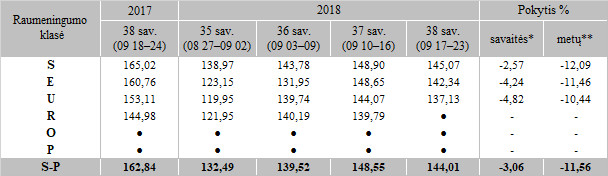 Raumeningumo klasė 2017 2018 Pokytis %
38 sav. (09 18–24) 35 sav. (08 27–09 02) 36 sav. (09 03–09) 37 sav. (09 10–16) 38 sav. (09 17–23) savaitės* metų**
S 165,02 138,97 143,78 148,90 145,07 -2,57 -12,09
E 160,76 123,15 131,95 148,65 142,34 -4,24 -11,46
U 153,11 119,95 139,74 144,07 137,13 -4,82 -10,44
R 144,98 121,95 140,19 139,79 ● - -
O ● ● ● ● ● - -
P ● ● ● ● ● - -
S-P 162,84 132,49 139,52 148,55 144,01 -3,06 -11,56